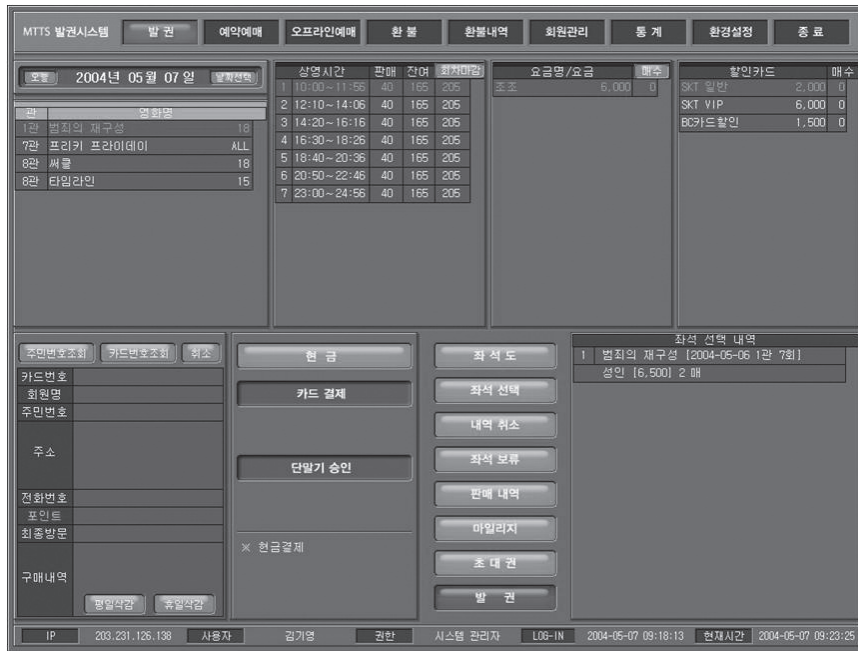 MTTS 발권시스템 발 권 예약예매 오프라인예매 환 불 환불내역 회원관리 통 계 환경설정 종 료
오늘 2004년 05월 07일 날짜선택
관 영화명
1관 범죄의 재구성 18
7관 프리키 프라이데이 ALL
8관 써클 18
8관 타임라인 15
상영시간 판매 잔여 회차마감
1 10:00~11:56 40 165 205
2 12:10~14:06 40 165 205
3 14:20~16:16 40 165 205
4 16:30~18:26 40 165 205
5 18:40~20:36 40 165 205
6 20:50~22:46 40 165 205
7 23:00~24:56 40 165 205
요금명/요금 매수
조조 6,000 0
할인카드 매수
SKT 일반 2,000 0
SKT VIP 6,000 0
BC카드할인 1,500 0
주민번호조회 카드번호조회 취소
카드번호
회원명
주민번호
주소
전화번호
포인트
최종방문
구매내역
평일삭감 휴일삭감
현 금
카드 결제
단말기 승인
※ 현금결제
좌 석 도
좌석 선택
내역 취소
좌석 보류
판매 내역
마일리지
초 대 권
발 권
좌석 선택 내역
1 범죄의 재구성 [2004-05-06 1관 7회]
성인 [6,500] 2 매
IP 203.231.126.138 사용자 김기영 권한 시스템 관리자 LOG-IN 2004-05-07 09:18:13 현재시간 2004-05-07 09:23:25